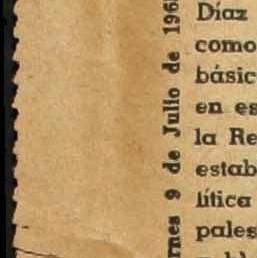 rnes 9 de Julio de 196
Díaz
como
básic
en es
la Re
estab
lítica
pales